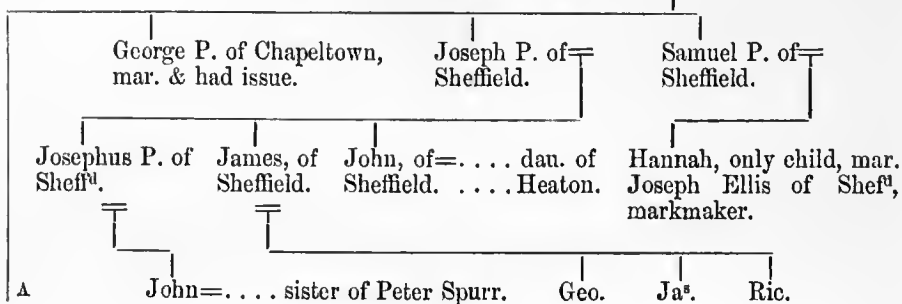 George P. of Chapeltown, mar. & had issue.
Joseph P. of= Sheffield.
Samuel P. of= Sheffield.
Josephus P. of Sheffd.
James, of Sheffield.
John, of=.... dau. of Sheffield. .... Heaton.
Hannah, only child, mar. Joseph Ellis of Shefd, markmaker.
A
John=.... sister of Peter Spurr.
Geo.
Jas.
Ric.